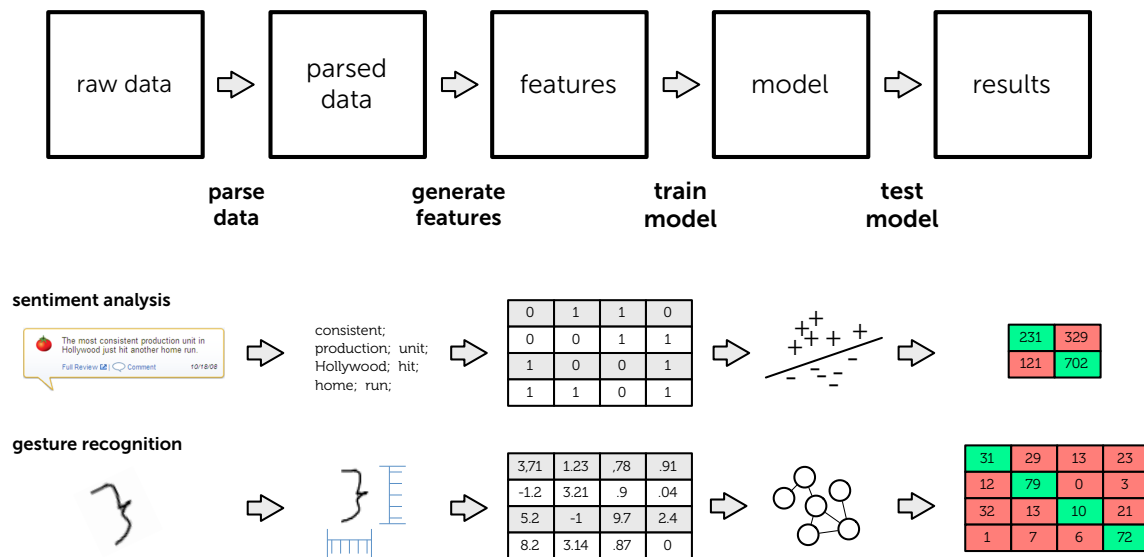 raw data
parsed
data
features
model
results
parse
data
generate
features
train
model
test
model
sentiment analysis
The most consistent production unit in
Hollywood just hit another home run.
Full Review | Comment 10/18/08
consistent;
production; unit;
Hollywood; hit;
home; run;
0 1 1 0
0 0 1 1
1 0 0 1
1 1 0 1
231 329
121 702
gesture recognition
3,71 1.23 ,78 .91
-1.2 3.21 .9 .04
5.2 -1 9.7 2.4
8.2 3.14 .87 0
31 29 13 23
12 79 0 3
32 13 10 21
1 7 6 72